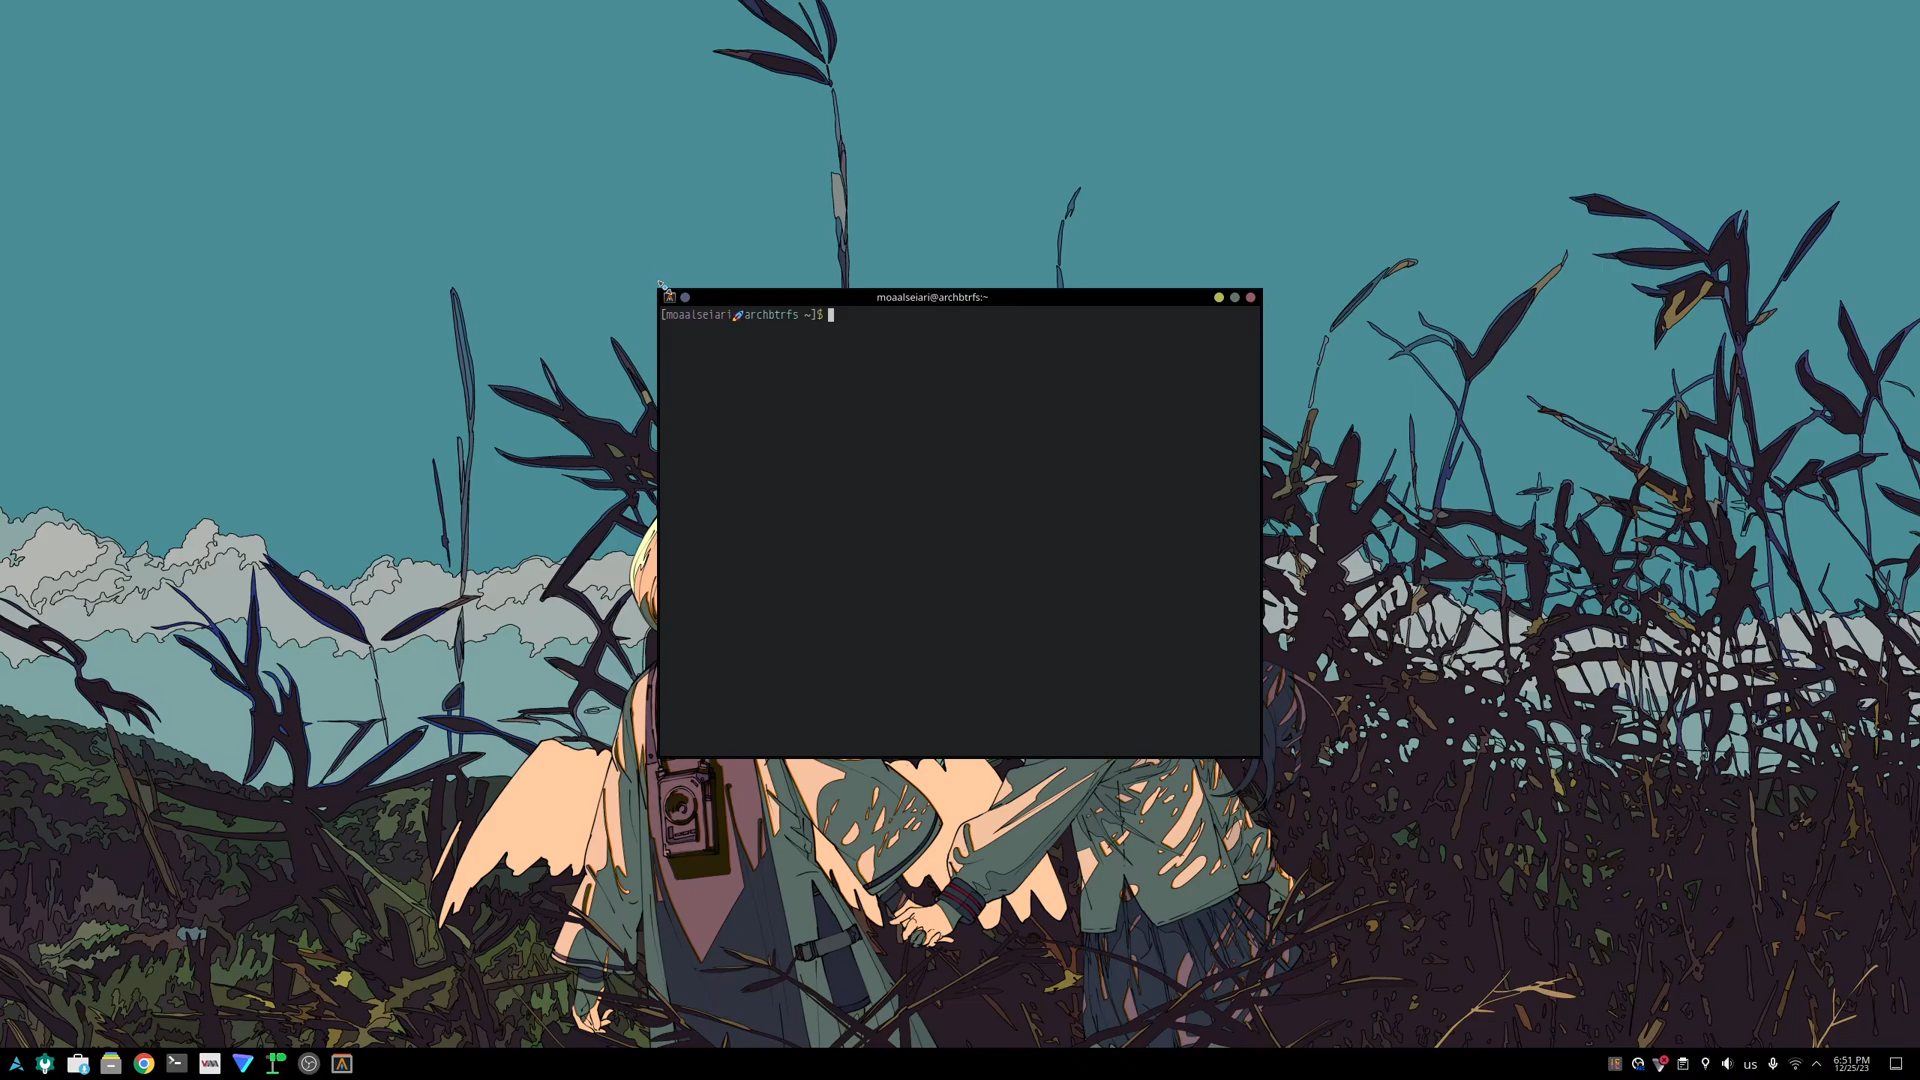 moaalseiari@archbtrfs:~
[moaalseiari🚀archbtrfs ~]$
us
6:51 PM
12/25/23